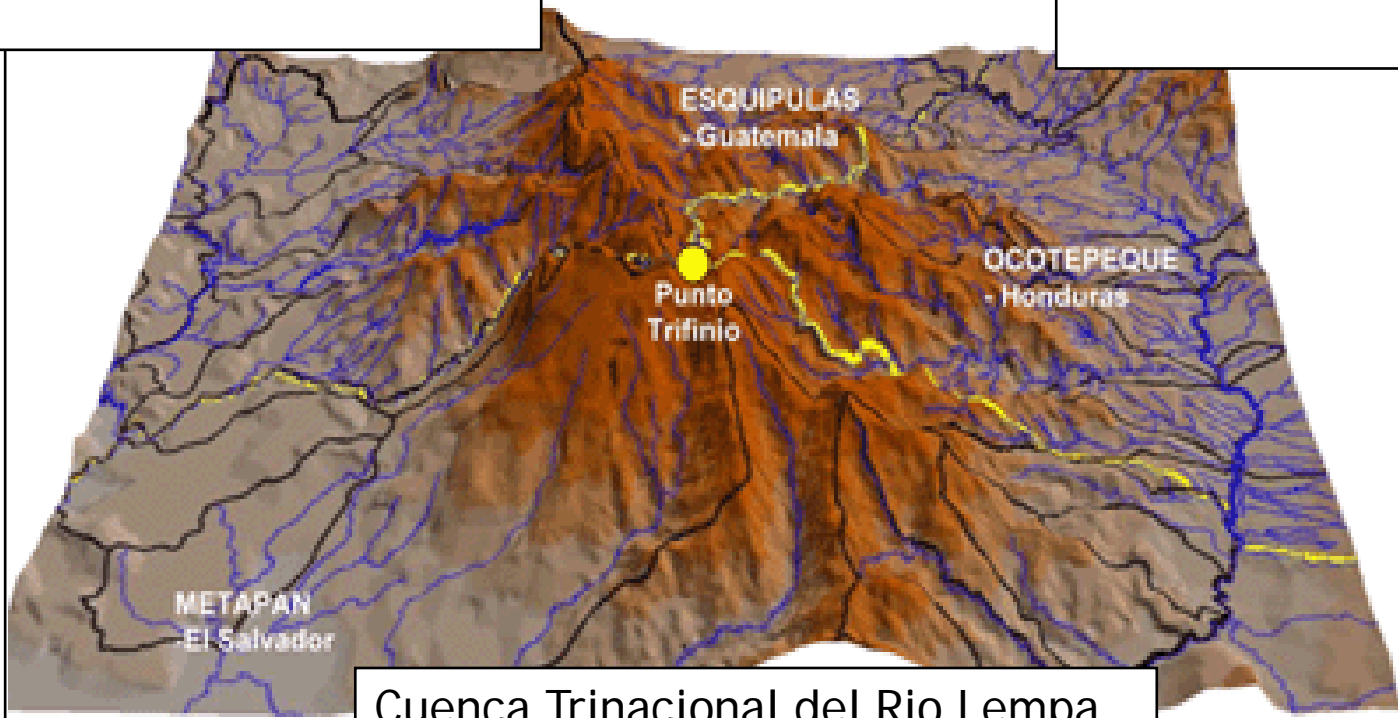 ESQUIPULAS
- Guatemala
OCOTEPEQUE
- Honduras
Punto
Trifinio
METAPAN
-El Salvador
Cuenca Trinacional del Rio Lempa